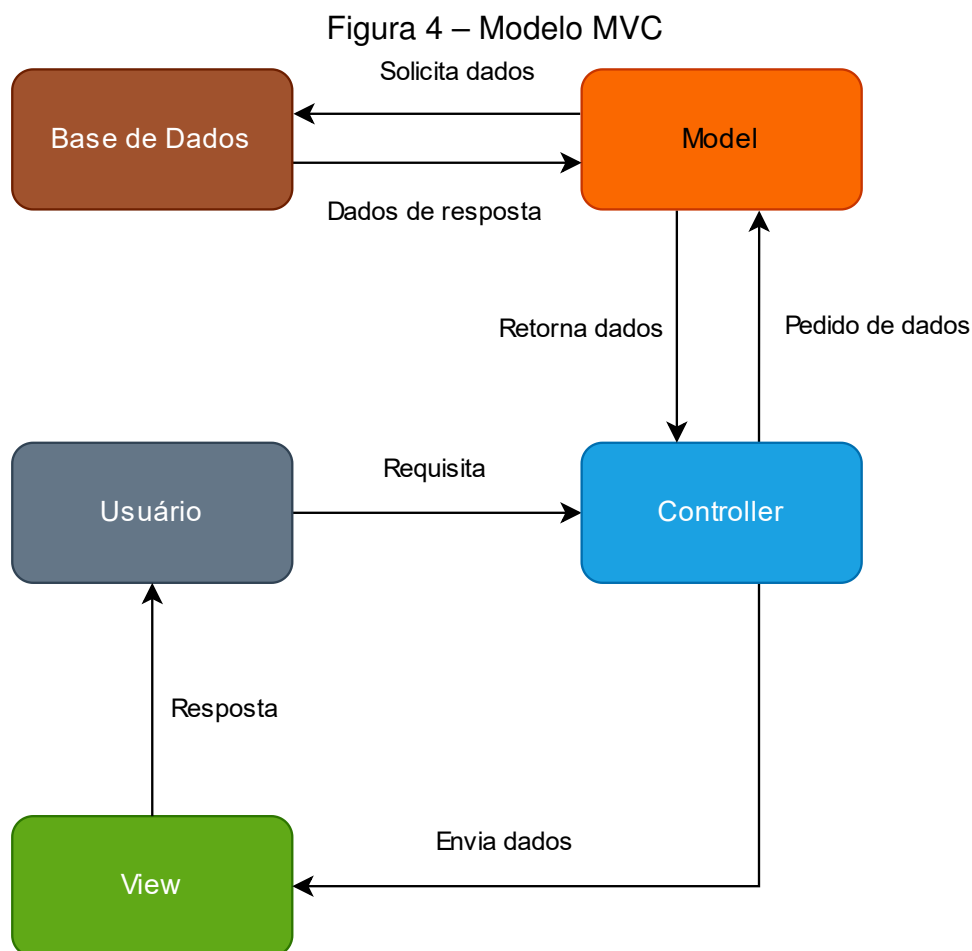 Figura 4 – Modelo MVC
Solicita dados
Base de Dados
Model
Dados de resposta
Retorna dados
Pedido de dados
Requisita
Usuário
Controller
Resposta
Envia dados
View